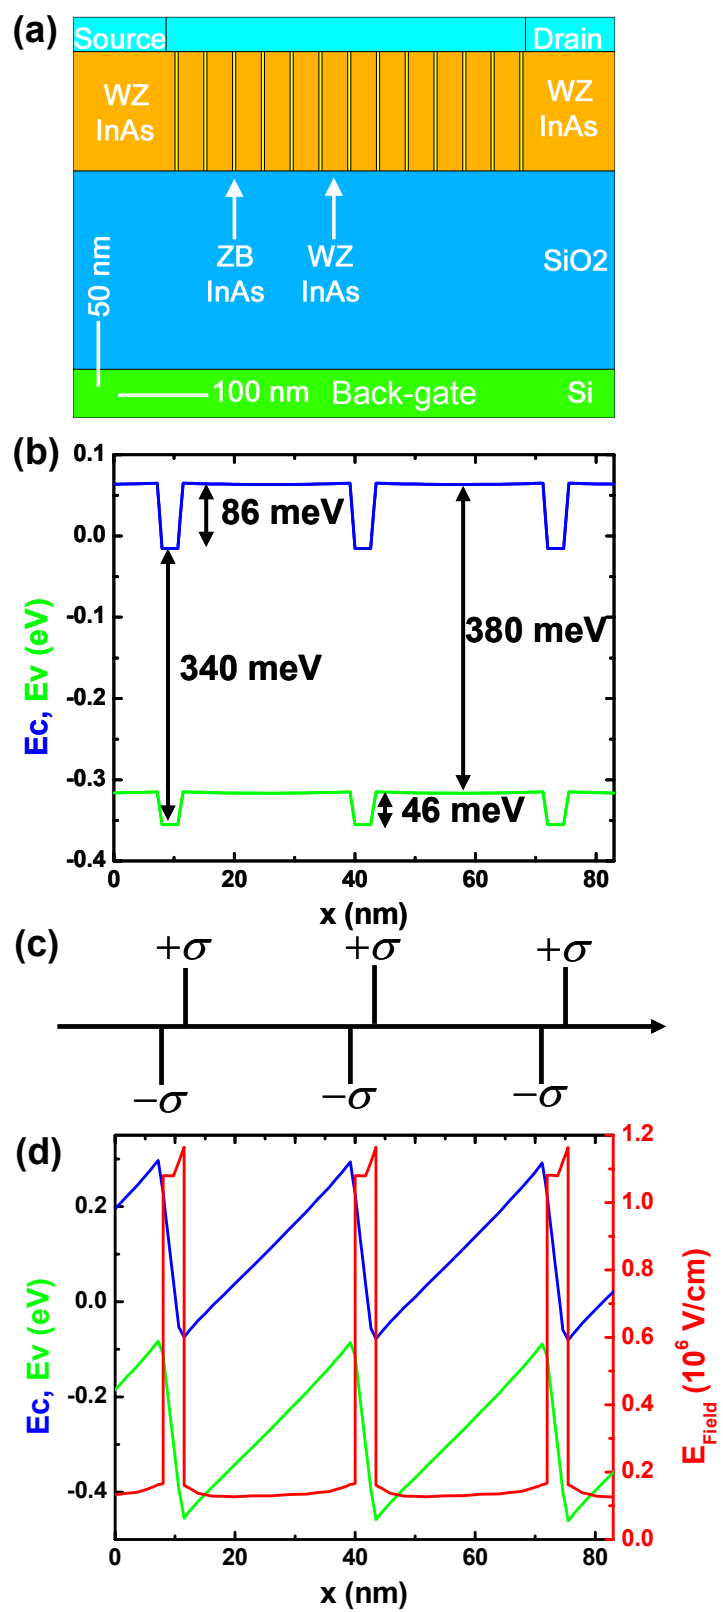 (a)
Source
Drain
WZ
InAs
WZ
InAs
ZB
InAs
WZ
InAs
SiO2
50 nm
100 nm
Back-gate
Si
(b)
0.1
0.0
-0.1
-0.2
-0.3
-0.4
Ec, Ev (eV)
86 meV
380 meV
340 meV
46 meV
0
20
40
60
80
x (nm)
(c)
+σ
+σ
+σ
−σ
−σ
−σ
(d)
0.2
0.0
-0.2
-0.4
Ec, Ev (eV)
1.2
1.0
0.8
0.6
0.4
0.2
0.0
E_Field (10^6 V/cm)
0
20
40
60
80
x (nm)